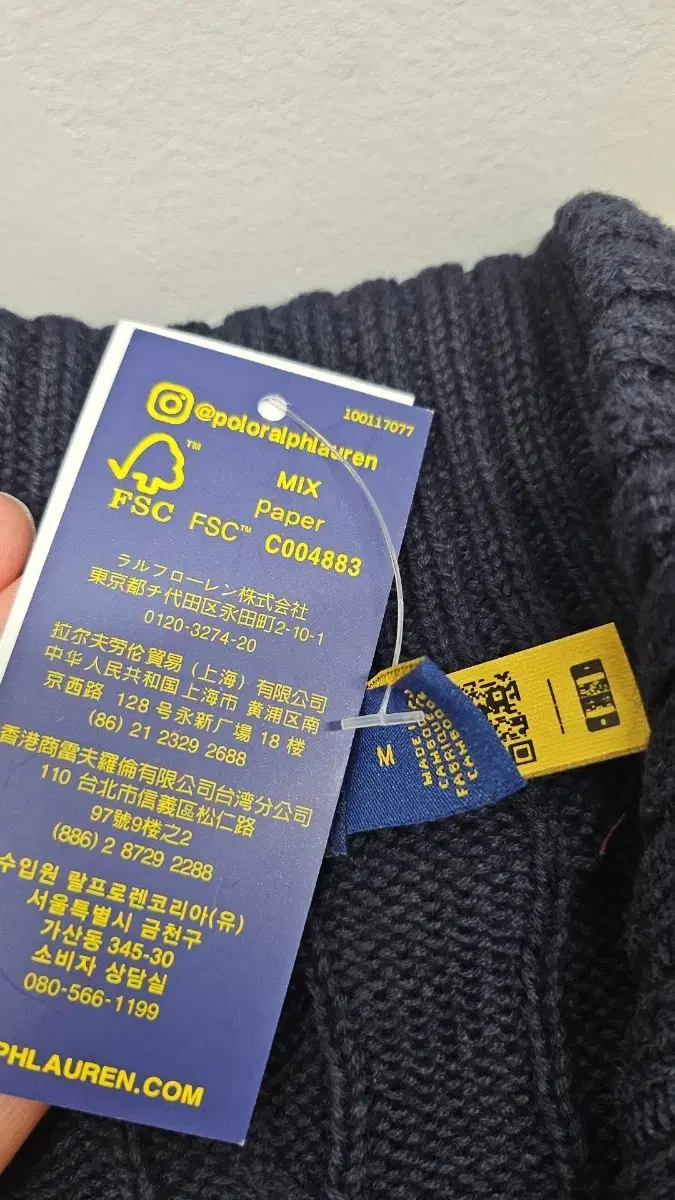 100117077
@poloralphlauren
FSC
MIX
Paper
FSC™ C004883
ラルフローレン株式会社
東京都千代田区永田町2-10-1
0120-3274-20
拉尔夫劳伦貿易（上海）有限公司
中华人民共和国上海市 黄浦区南
京西路 128 号永新广场 18 楼
(86) 21 2329 2688
香港商雷夫羅倫有限公司台湾分公司
110 台北市信義區松仁路
97號9楼之2
(886) 2 8729 2288
수입원 랄프로렌코리아(유)
서울특별시 금천구
가산동 345-30
소비자 상담실
080-566-1199
PHLAUREN.COM
M
MADE